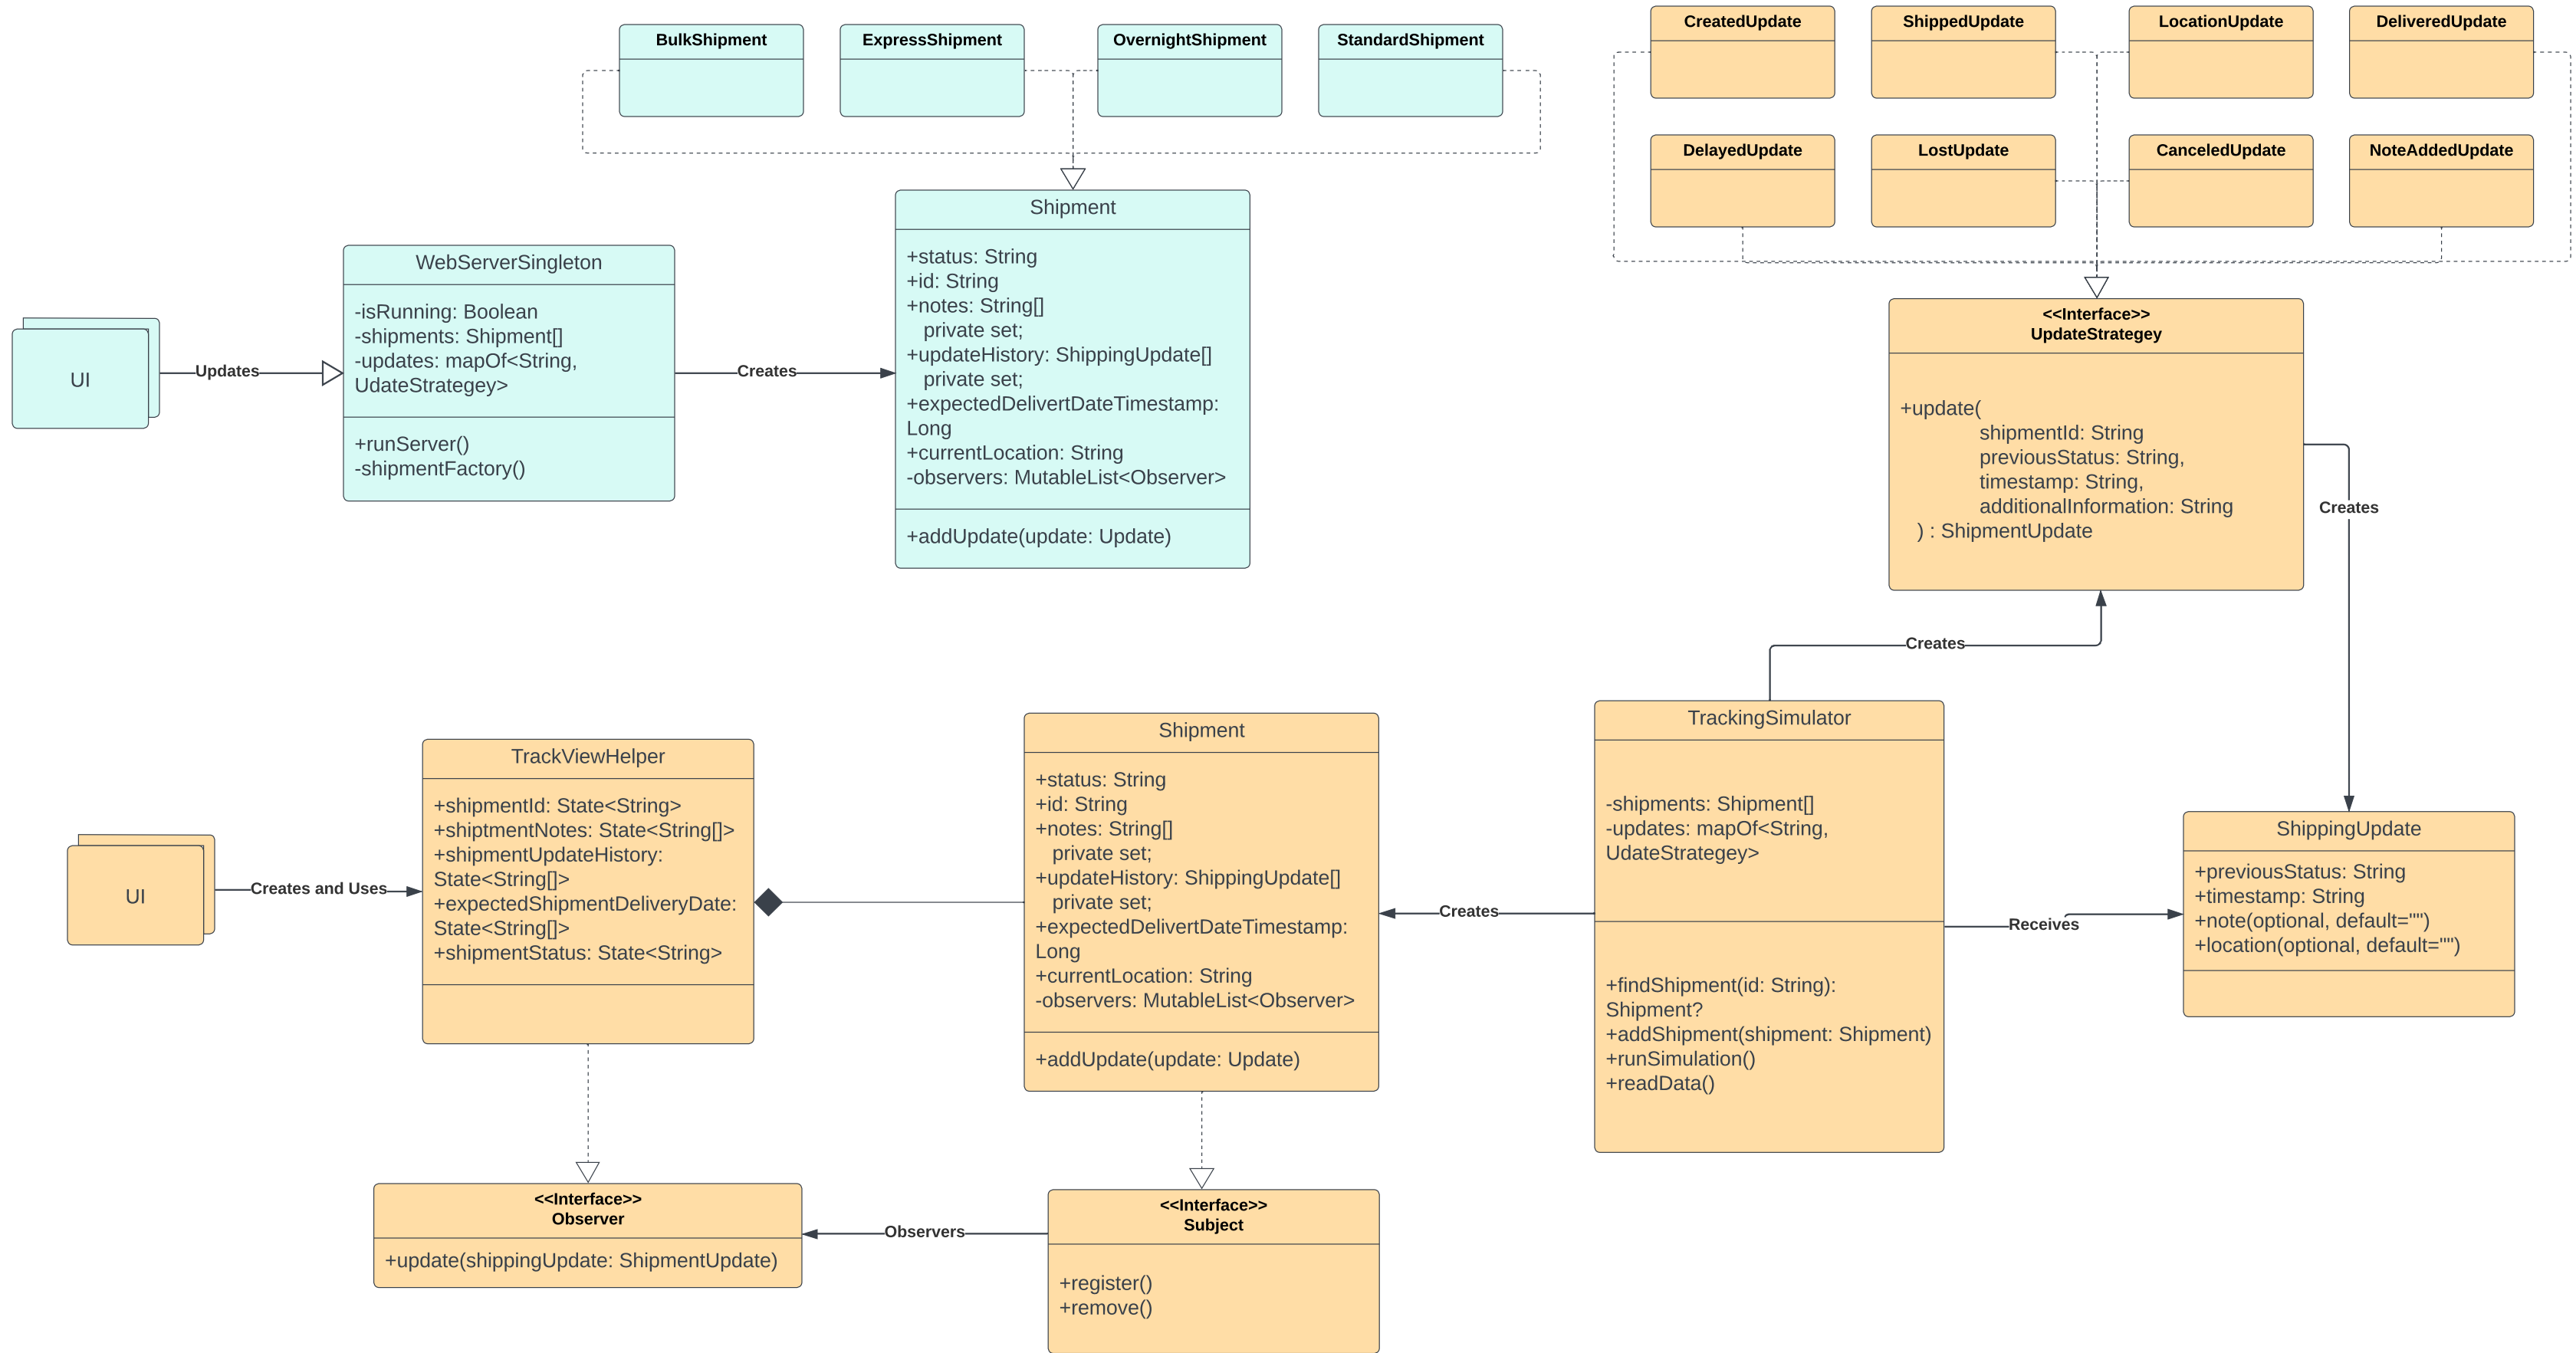 BulkShipment
ExpressShipment
OvernightShipment
StandardShipment
CreatedUpdate
ShippedUpdate
LocationUpdate
DeliveredUpdate
DelayedUpdate
LostUpdate
CanceledUpdate
NoteAddedUpdate
UI
Updates
WebServerSingleton
-isRunning: Boolean
-shipments: Shipment[]
-updates: mapOf<String,
UdateStrategey>
+runServer()
-shipmentFactory()
Creates
Shipment
+status: String
+id: String
+notes: String[]
private set;
+updateHistory: ShippingUpdate[]
private set;
+expectedDelivertDateTimestamp:
Long
+currentLocation: String
-observers: MutableList<Observer>
+addUpdate(update: Update)
<<Interface>>
UpdateStrategey
+update(
shipmentId: String
previousStatus: String,
timestamp: String,
additionalInformation: String
) : ShipmentUpdate
Creates
Creates
UI
Creates and Uses
TrackViewHelper
+shipmentId: State<String>
+shiptmentNotes: State<String[]>
+shipmentUpdateHistory:
State<String[]>
+expectedShipmentDeliveryDate:
State<String[]>
+shipmentStatus: State<String>
Shipment
+status: String
+id: String
+notes: String[]
private set;
+updateHistory: ShippingUpdate[]
private set;
+expectedDelivertDateTimestamp:
Long
+currentLocation: String
-observers: MutableList<Observer>
+addUpdate(update: Update)
Creates
TrackingSimulator
-shipments: Shipment[]
-updates: mapOf<String,
UdateStrategey>
+findShipment(id: String):
Shipment?
+addShipment(shipment: Shipment)
+runSimulation()
+readData()
Receives
ShippingUpdate
+previousStatus: String
+timestamp: String
+note(optional, default="")
+location(optional, default="")
<<Interface>>
Observer
+update(shippingUpdate: ShipmentUpdate)
Observers
<<Interface>>
Subject
+register()
+remove()